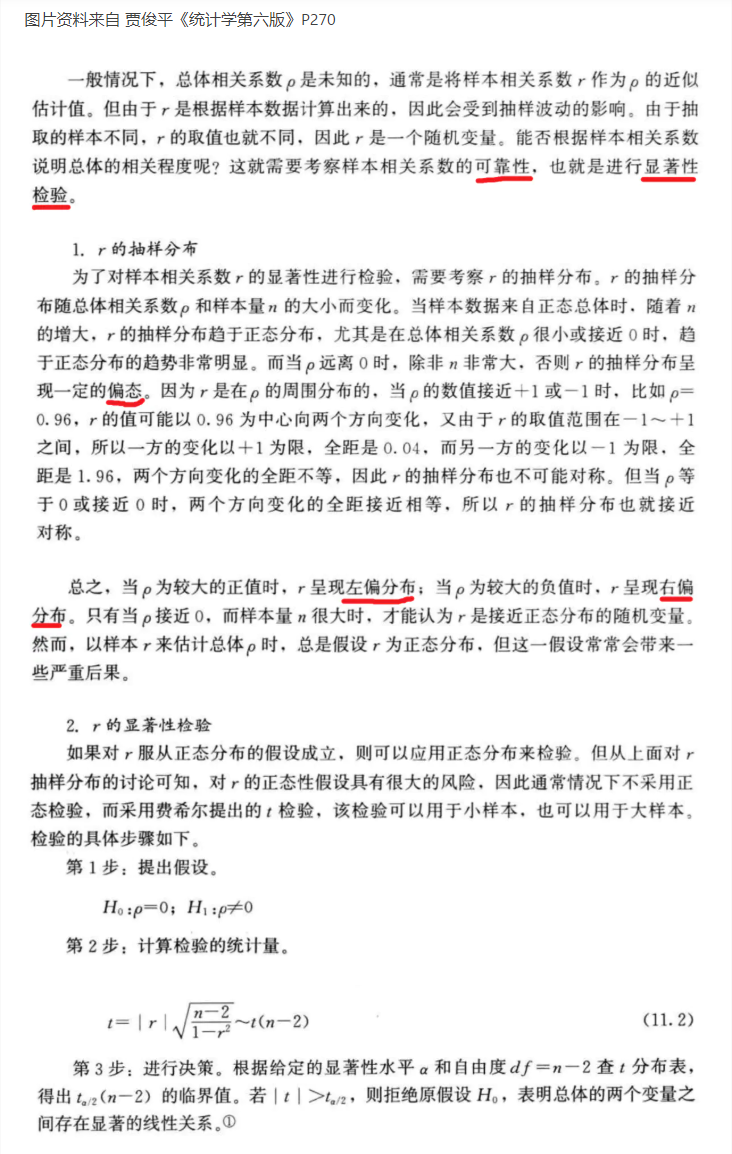 图片资料来自 贾俊平《统计学第六版》P270
一般情况下，总体相关系数ρ是未知的，通常是将样本相关系数 r 作为ρ的近似
估计值。但由于 r 是根据样本数据计算出来的，因此会受到抽样波动的影响。由于抽
取的样本不同，r 的取值也就不同，因此 r 是一个随机变量。能否根据样本相关系数
说明总体的相关程度呢？这就需要考察样本相关系数的可靠性，也就是进行显著性
检验。
1. r 的抽样分布
为了对样本相关系数 r 的显著性进行检验，需要考察 r 的抽样分布。r 的抽样分
布随总体相关系数ρ和样本量 n 的大小而变化。当样本数据来自正态总体时，随着 n
的增大，r 的抽样分布趋于正态分布，尤其是在总体相关系数ρ很小或接近 0 时，趋
于正态分布的趋势非常明显。而当ρ远离 0 时，除非 n 非常大，否则 r 的抽样分布呈
现一定的偏态。因为 r 是在ρ的周围分布的，当ρ的数值接近+1 或－1 时，比如ρ=
0.96，r 的值可能以 0.96 为中心向两个方向变化，又由于 r 的取值范围在－1～+1
之间，所以一方的变化以+1 为限，全距是 0.04，而另一方的变化以－1 为限，全
距是 1.96，两个方向变化的全距不等，因此 r 的抽样分布也不可能对称。但当ρ等
于 0 或接近 0 时，两个方向变化的全距接近相等，所以 r 的抽样分布也就接近
对称。
总之，当ρ为较大的正值时，r 呈现左偏分布；当ρ为较大的负值时，r 呈现右偏
分布。只有当ρ接近 0，而样本量 n 很大时，才能认为 r 是接近正态分布的随机变量。
然而，以样本 r 来估计总体ρ时，总是假设 r 为正态分布，但这一假设常常会带来一
些严重后果。
2. r 的显著性检验
如果对 r 服从正态分布的假设成立，则可以应用正态分布来检验。但从上面对 r
抽样分布的讨论可知，对 r 的正态性假设具有很大的风险，因此通常情况下不采用正
态检验，而采用费希尔提出的 t 检验，该检验可以用于小样本，也可以用于大样本。
检验的具体步骤如下。
第 1 步：提出假设。
H₀:ρ=0；H₁:ρ≠0
第 2 步：计算检验的统计量。
t=|r|√((n－2)/(1－r²))~t(n－2) (11.2)
第 3 步：进行决策。根据给定的显著性水平 α 和自由度 df=n－2 查 t 分布表，
得出 t_{α/2}(n－2) 的临界值。若 |t|>t_{α/2}，则拒绝原假设 H₀，表明总体的两个变量之
间存在显著的线性关系。①